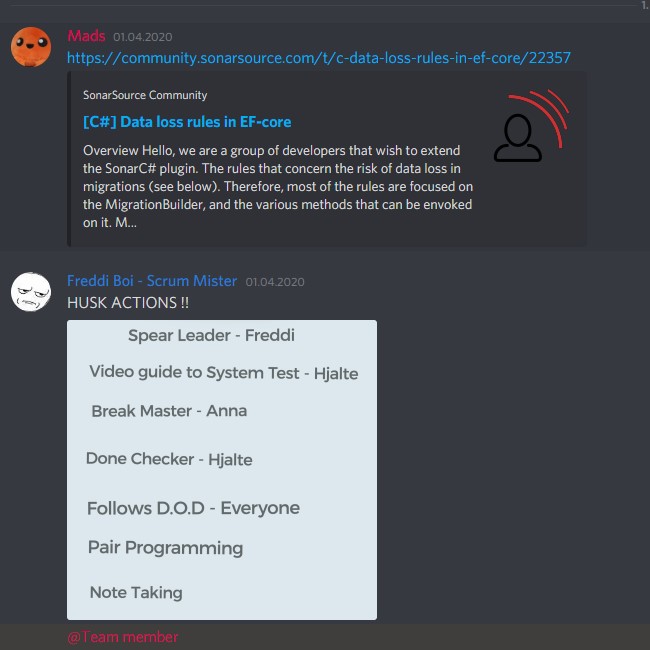 1.
Mads 01.04.2020
https://community.sonarsource.com/t/c-data-loss-rules-in-ef-core/22357
SonarSource Community
[C#] Data loss rules in EF-core
Overview Hello, we are a group of developers that wish to extend
the SonarC# plugin. The rules that concern the risk of data loss in
migrations (see below). Therefore, most of the rules are focused on
the MigrationBuilder, and the various methods that can be envoked
on it. M...
Freddi Boi - Scrum Mister 01.04.2020
HUSK ACTIONS !!
Spear Leader - Freddi
Video guide to System Test - Hjalte
Break Master - Anna
Done Checker - Hjalte
Follows D.O.D - Everyone
Pair Programming
Note Taking
@Team member